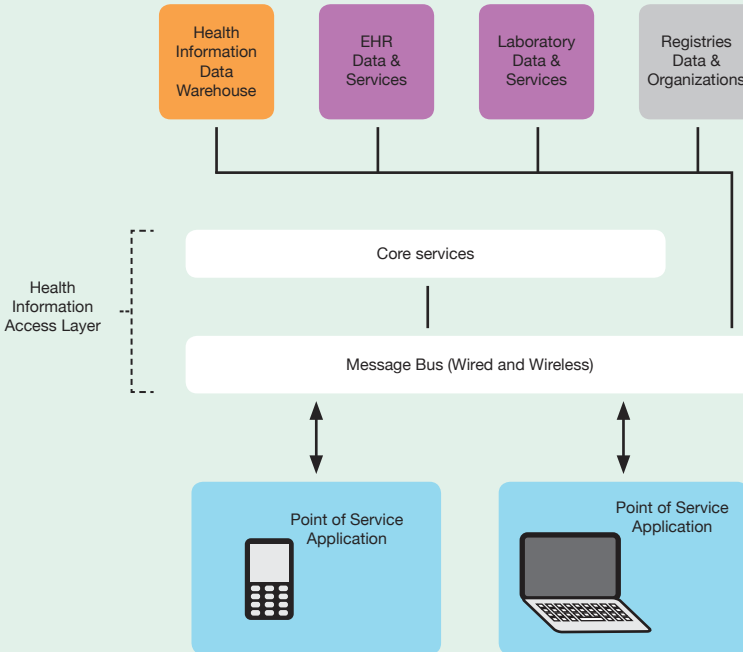 Health
Information
Data
Warehouse
EHR
Data &
Services
Laboratory
Data &
Services
Registries
Data &
Organizations
Core services
Health
Information
Access Layer
Message Bus (Wired and Wireless)
Point of Service
Application
Point of Service
Application